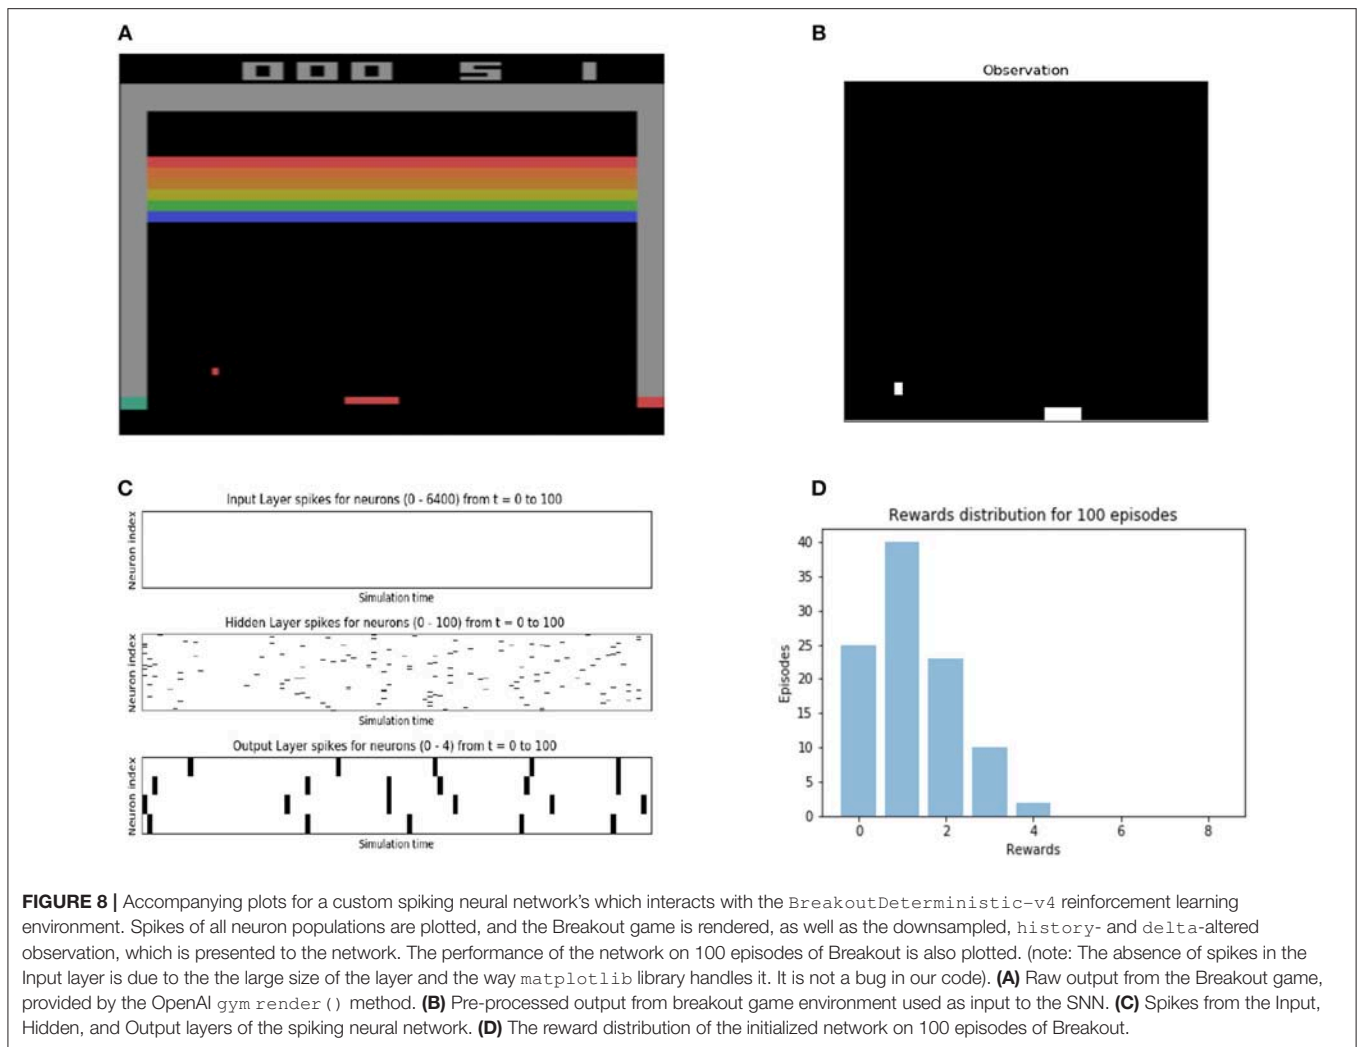 A
B
000 5 1
Observation
C
Input Layer spikes for neurons (0 - 6400) from t = 0 to 100
Neuron index
Simulation time
Hidden Layer spikes for neurons (0 - 100) from t = 0 to 100
Neuron index
Simulation time
Output Layer spikes for neurons (0 - 4) from t = 0 to 100
Neuron index
Simulation time
D
Rewards distribution for 100 episodes
40
35
30
25
20
15
10
5
0
Episodes
0 2 4 6 8
Rewards
FIGURE 8 | Accompanying plots for a custom spiking neural network's which interacts with the BreakoutDeterministic-v4 reinforcement learning
environment. Spikes of all neuron populations are plotted, and the Breakout game is rendered, as well as the downsampled, history- and delta-altered
observation, which is presented to the network. The performance of the network on 100 episodes of Breakout is also plotted. (note: The absence of spikes in the
Input layer is due to the the large size of the layer and the way matplotlib library handles it. It is not a bug in our code). (A) Raw output from the Breakout game,
provided by the OpenAI gym render() method. (B) Pre-processed output from breakout game environment used as input to the SNN. (C) Spikes from the Input,
Hidden, and Output layers of the spiking neural network. (D) The reward distribution of the initialized network on 100 episodes of Breakout.